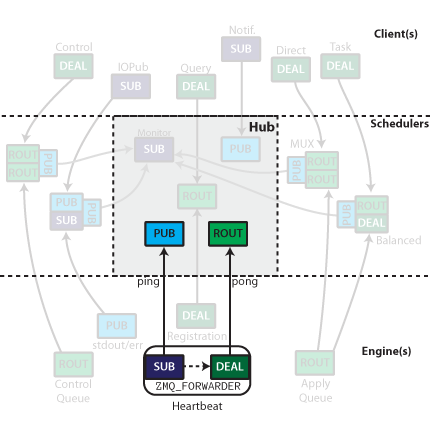 Notif.
Client(s)
Control
DEAL
IOPub
SUB
Query
DEAL
SUB
Direct
DEAL
Task
DEAL
Schedulers
Hub
Monitor
SUB
PUB
MUX
ROUT
ROUT
PUB
PUB
ROUT
ROUT
PUB
SUB
PUB
ROUT
PUB
ROUT
DEAL
Balanced
PUB
ROUT
ping
pong
DEAL
Registration
PUB
stdout/err
Engine(s)
ROUT
Control
Queue
SUB
DEAL
ZMQ_FORWARDER
Heartbeat
ROUT
Apply
Queue